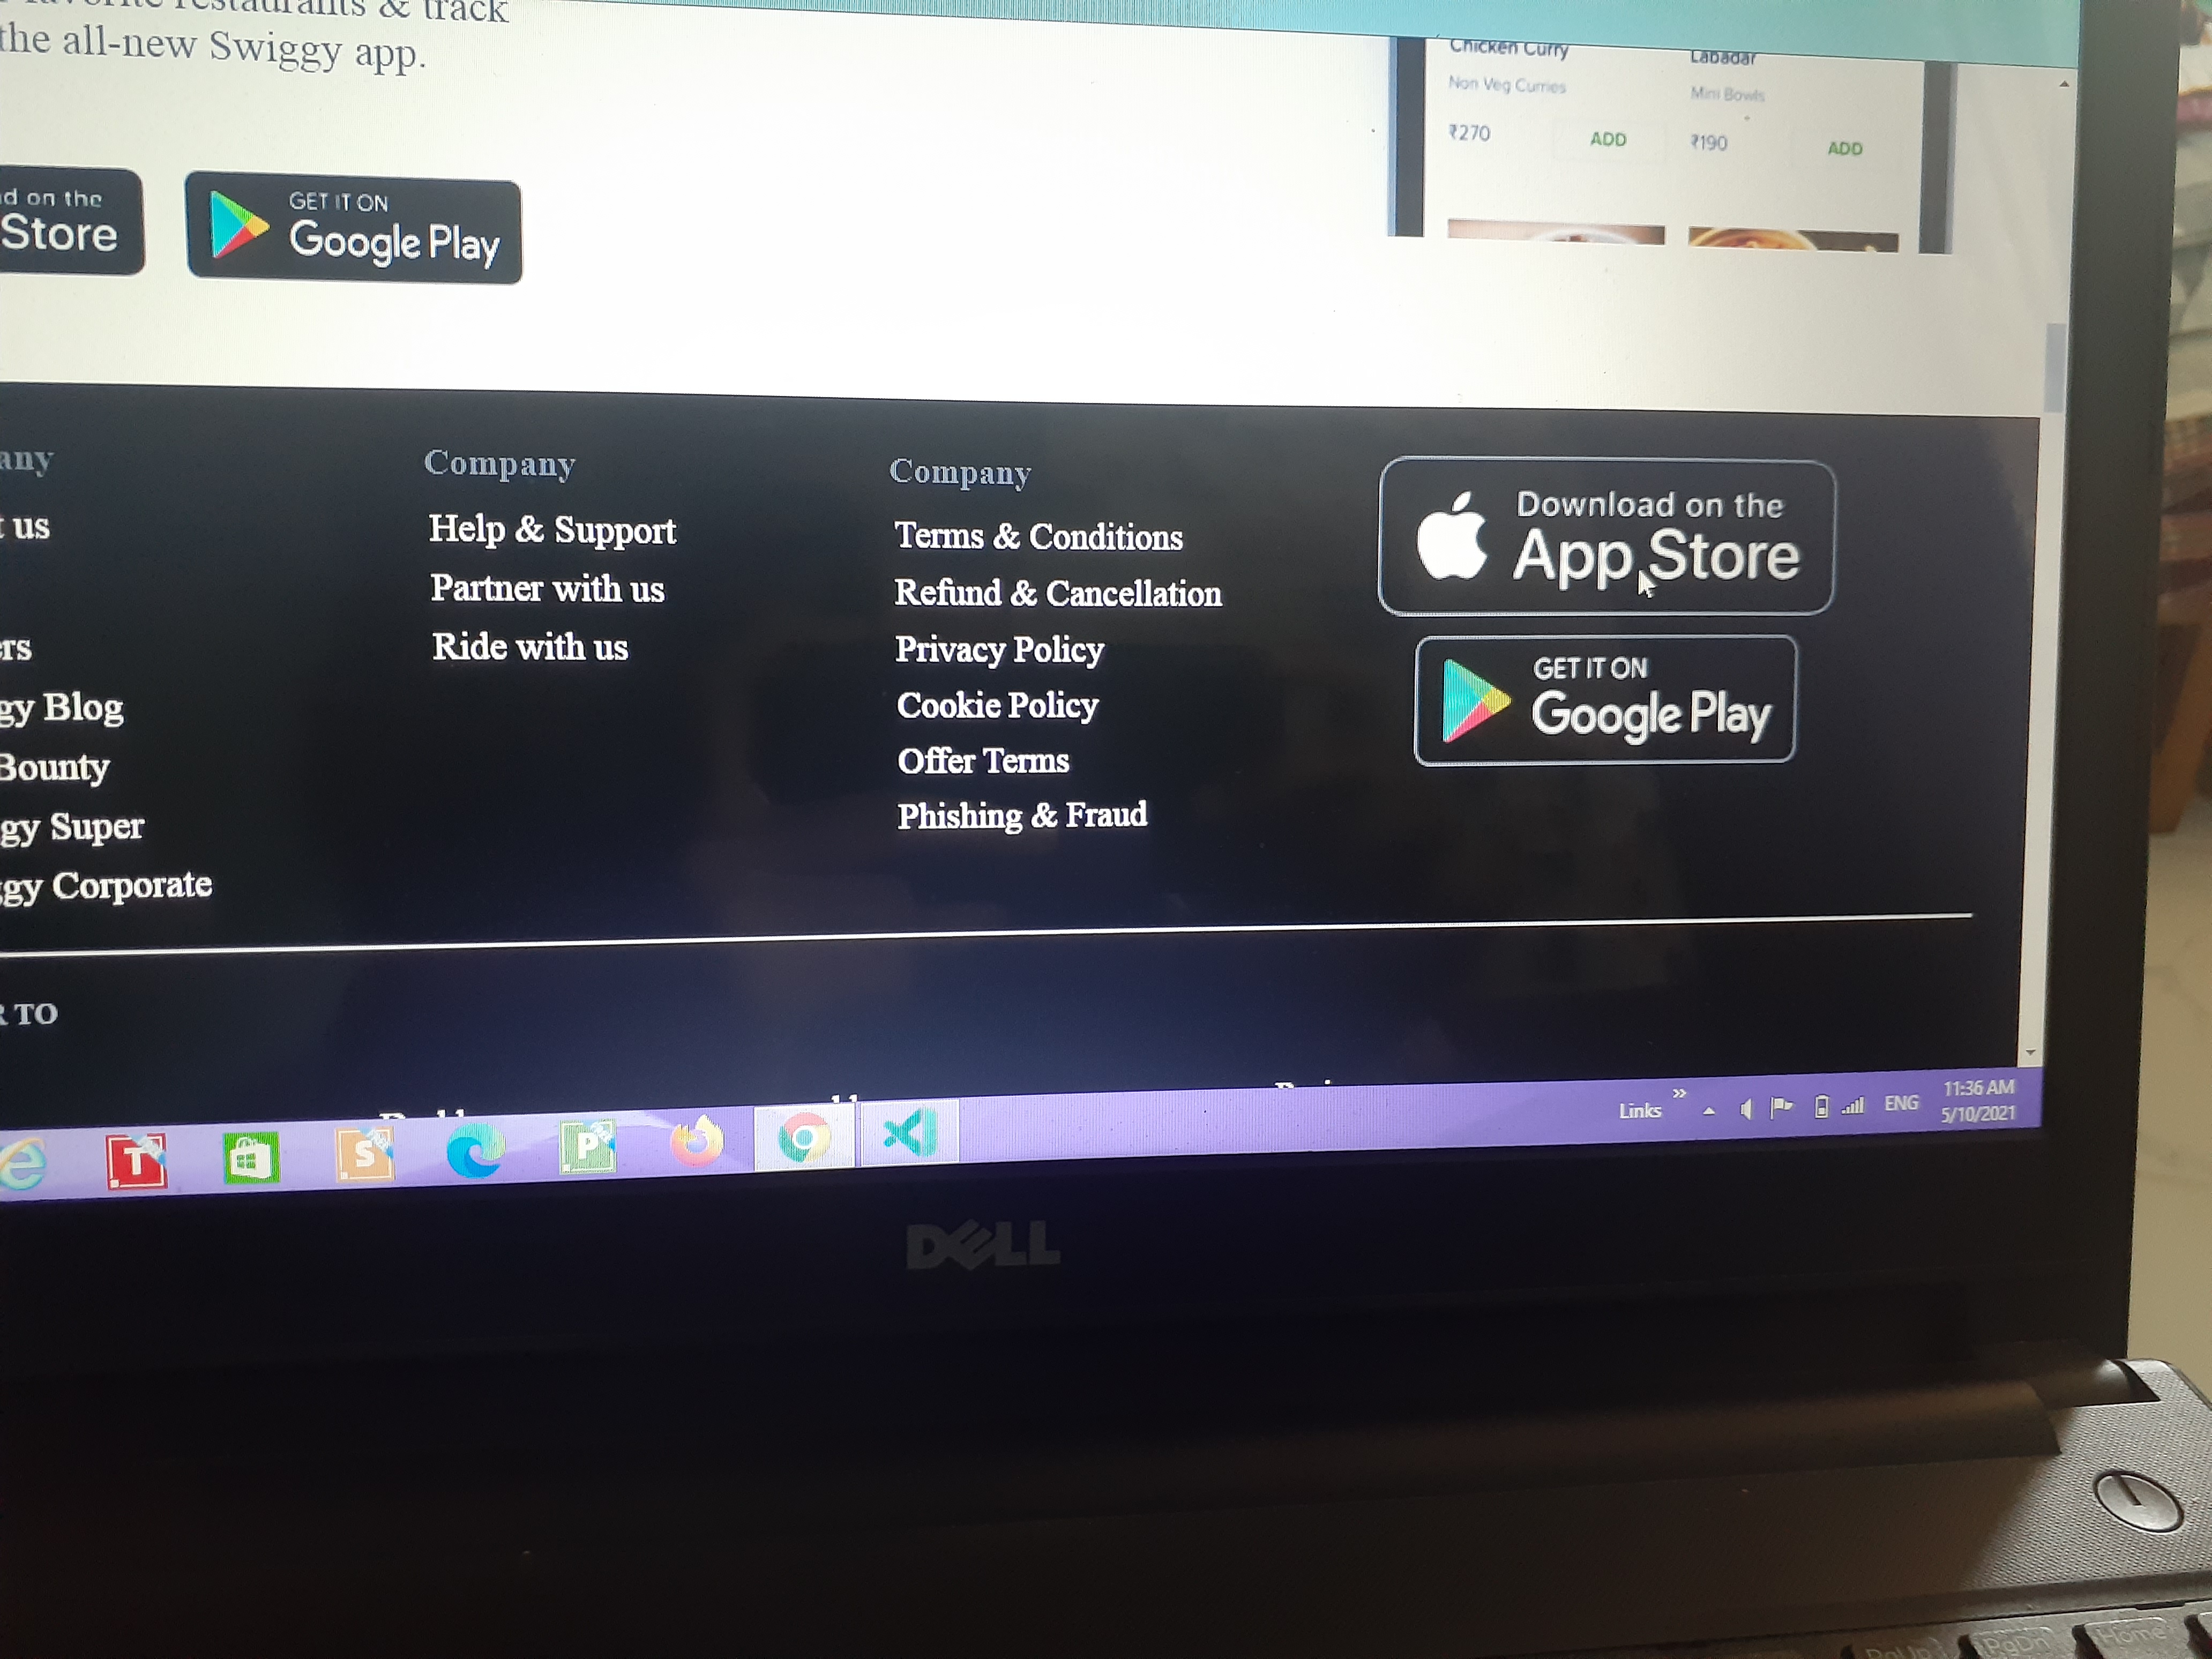 favorite restaurants & track
the all-new Swiggy app.
Chicken Curry
Non Veg Curries
₹270
ADD
Labadar
Mini Bowls
₹190
ADD
d on the
Store
GET IT ON
Google Play
any
t us
ers
gy Blog
Bounty
gy Super
gy Corporate
Company
Help & Support
Partner with us
Ride with us
Company
Terms & Conditions
Refund & Cancellation
Privacy Policy
Cookie Policy
Offer Terms
Phishing & Fraud
Download on the
App Store
GET IT ON
Google Play
R TO
T
S
P
Links
ENG
11:36 AM
5/10/2021
DELL
PgUp
PgDn
Home